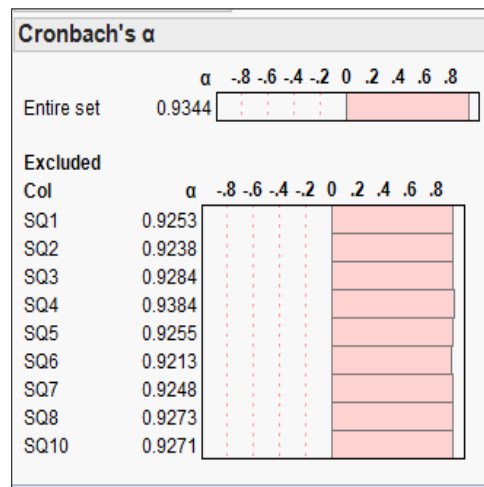 Cronbach's α
α -.8 -.6 -.4 -.2 0 .2 .4 .6 .8
Entire set 0.9344
Excluded
Col α -.8 -.6 -.4 -.2 0 .2 .4 .6 .8
SQ1 0.9253
SQ2 0.9238
SQ3 0.9284
SQ4 0.9384
SQ5 0.9255
SQ6 0.9213
SQ7 0.9248
SQ8 0.9273
SQ10 0.9271